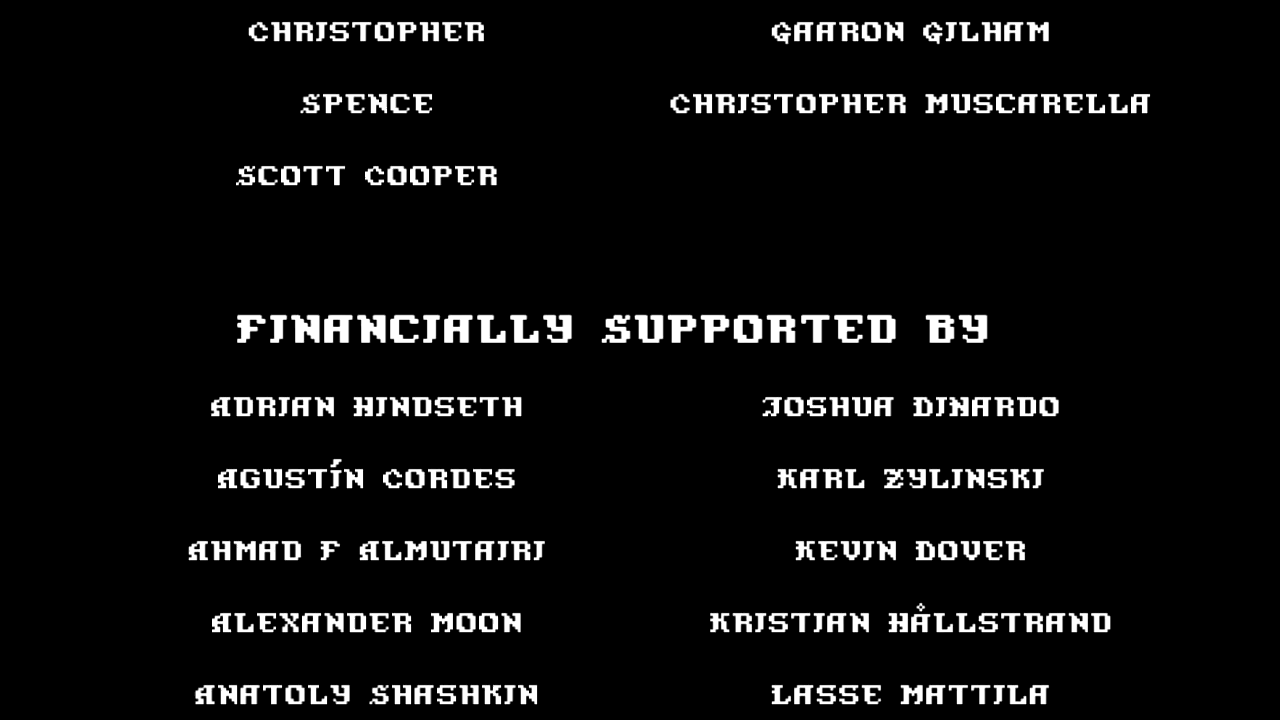 CHRISTOPHER
GAARON GILHAM
SPENCE
CHRISTOPHER MUSCARELLA
SCOTT COOPER
FINANCIALLY SUPPORTED BY
ADRIAN HINDSETH
JOSHUA DINARDO
AGUSTÍN CORDES
KARL ZYLINSKI
AHMAD F ALMUTAIRI
KEVIN DOVER
ALEXANDER MOON
KRISTIAN HÅLLSTRAND
ANATOLY SHASHKIN
LASSE MATTILA